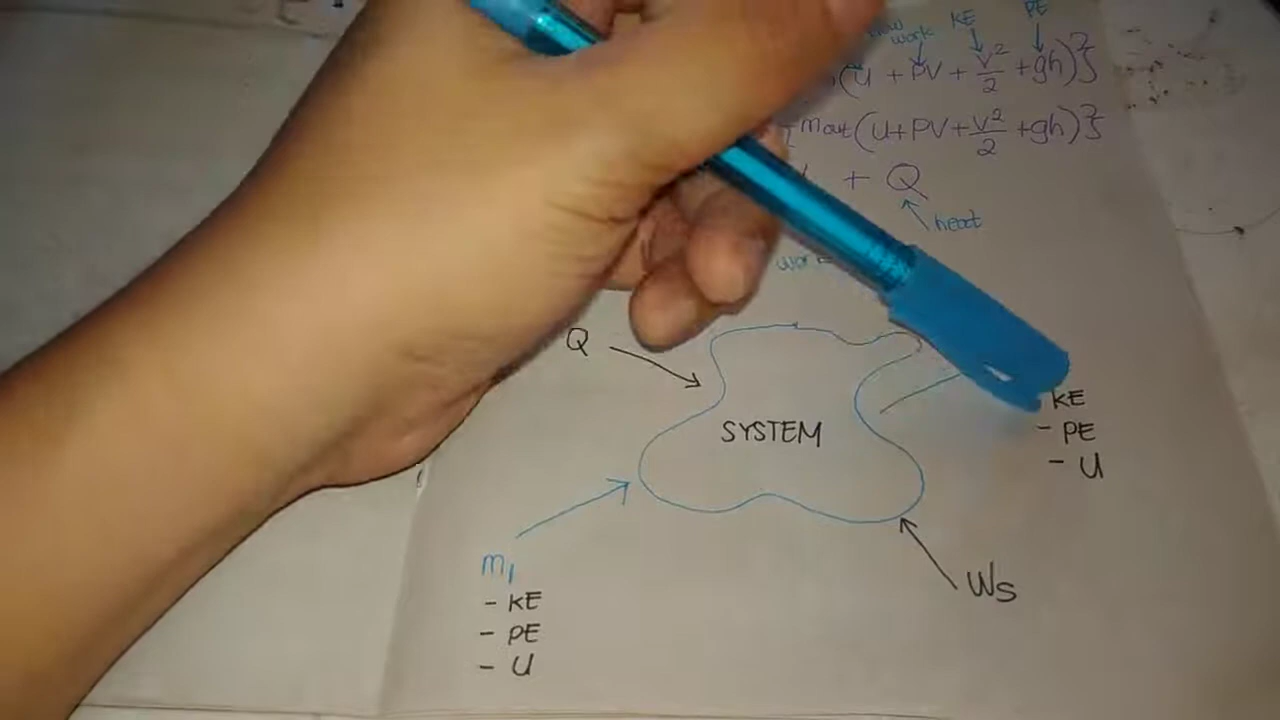 work KE PE
(U + PV + v²/2 + gh)}
mout (U + PV + v²/2 + gh)}
+ Q
heat
work
Q
SYSTEM
KE
- PE
- U
m₁
- KE
- PE
- U
Ws